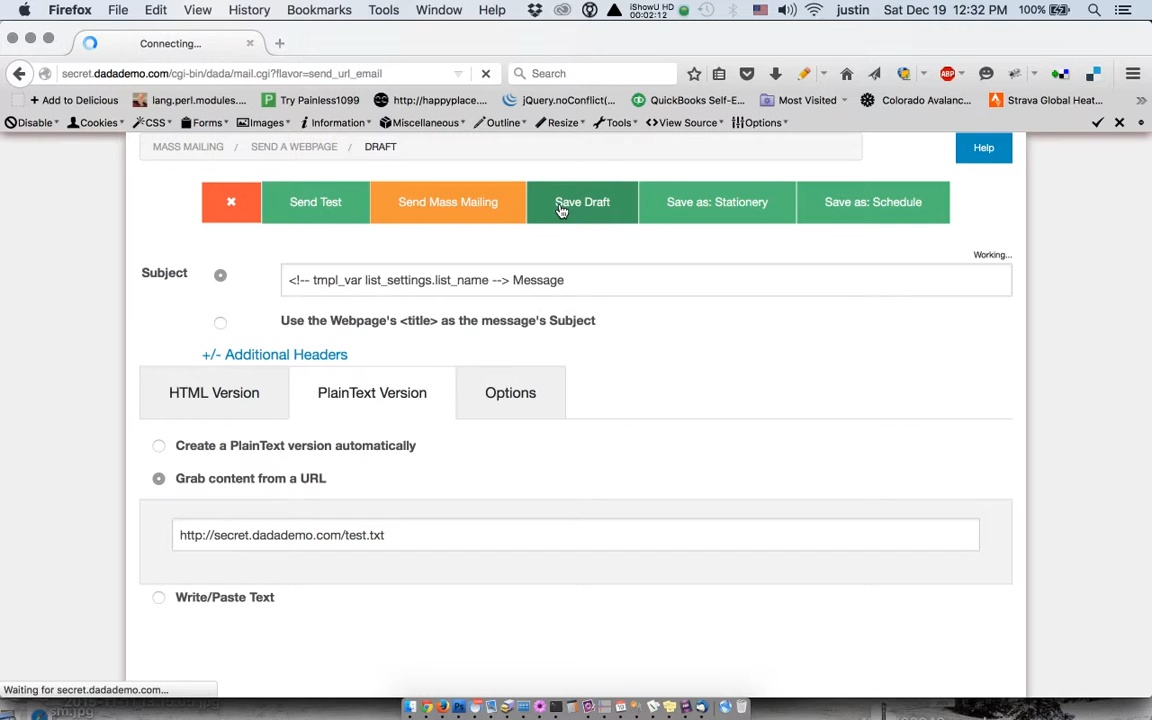 Firefox File Edit View History Bookmarks Tools Window Help iShowU HD 00:02:12 justin Sat Dec 19 12:32 PM 100%
Connecting...
secret.dadademo.com/cgi-bin/dada/mail.cgi?flavor=send_url_email Search ABP
+ Add to Delicious lang.perl.modules.... Try Painless1099 http://happyplace.... jQuery.noConflict(... QuickBooks Self-E... Most Visited Colorado Avalanc... Strava Global Heat... »
Disable Cookies CSS Forms Images Information Miscellaneous Outline Resize Tools View Source Options
MASS MAILING / SEND A WEBPAGE / DRAFT Help
Send Test Send Mass Mailing Save Draft Save as: Stationery Save as: Schedule
Working...
Subject <!-- tmpl_var list_settings.list_name --> Message
Use the Webpage's <title> as the message's Subject
+/- Additional Headers
HTML Version PlainText Version Options
Create a PlainText version automatically
Grab content from a URL
http://secret.dadademo.com/test.txt
Write/Paste Text
Waiting for secret.dadademo.com...
sm.jpg